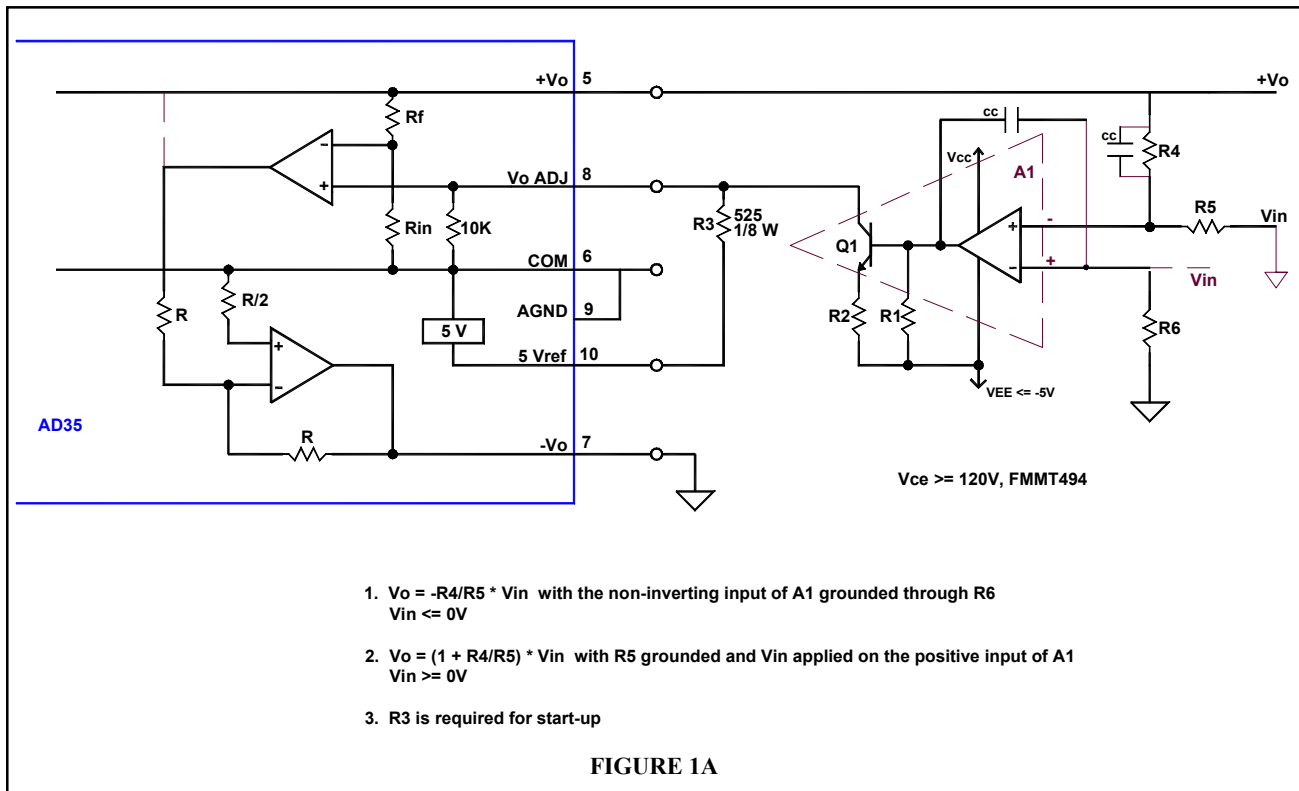 +Vo 5
+Vo
Rf
cc
cc
R4
Vcc
A1
Vo ADJ 8
R3
525
1/8 W
-
+
R5
Vin
Rin
10K
Q1
+
-
COM 6
Vin
R/2
R
AGND 9
R2
R1
R6
5 V
5 Vref 10
VEE <= -5V
AD35
R
-Vo 7
Vce >= 120V, FMMT494
1. Vo = -R4/R5 * Vin with the non-inverting input of A1 grounded through R6
Vin <= 0V
2. Vo = (1 + R4/R5) * Vin with R5 grounded and Vin applied on the positive input of A1
Vin >= 0V
3. R3 is required for start-up
FIGURE 1A